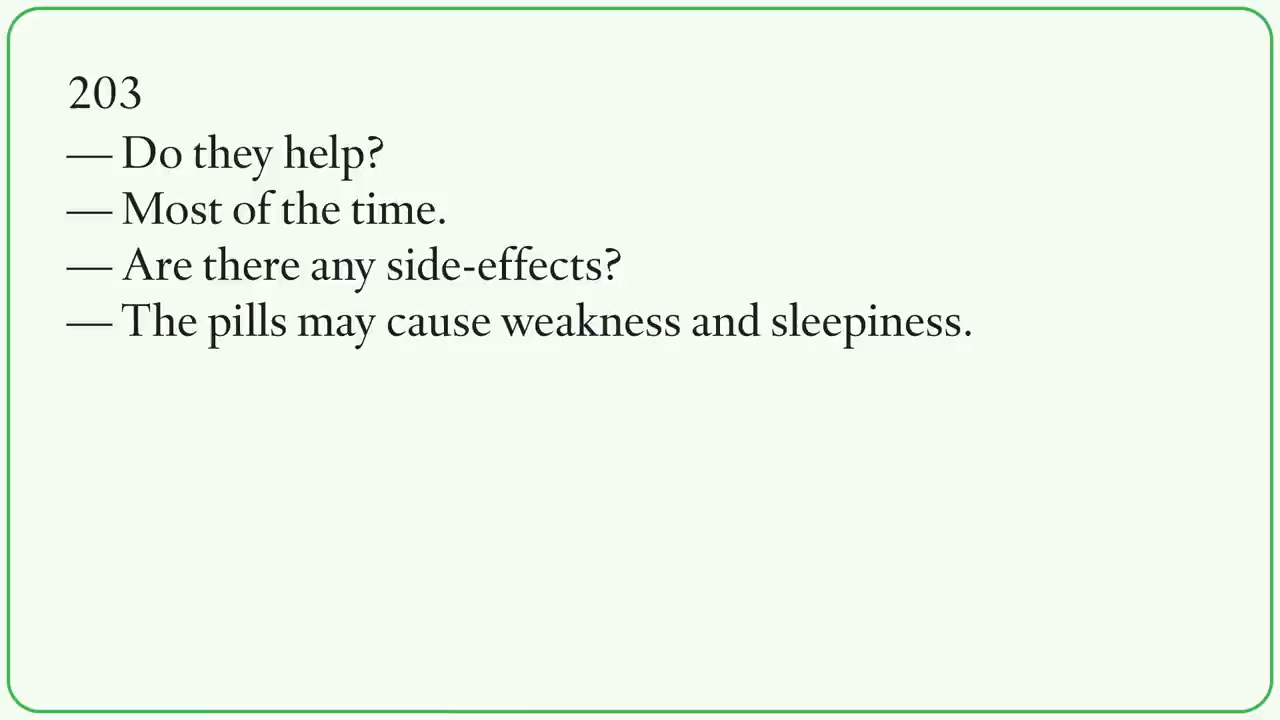 203
— Do they help?
— Most of the time.
— Are there any side-effects?
— The pills may cause weakness and sleepiness.